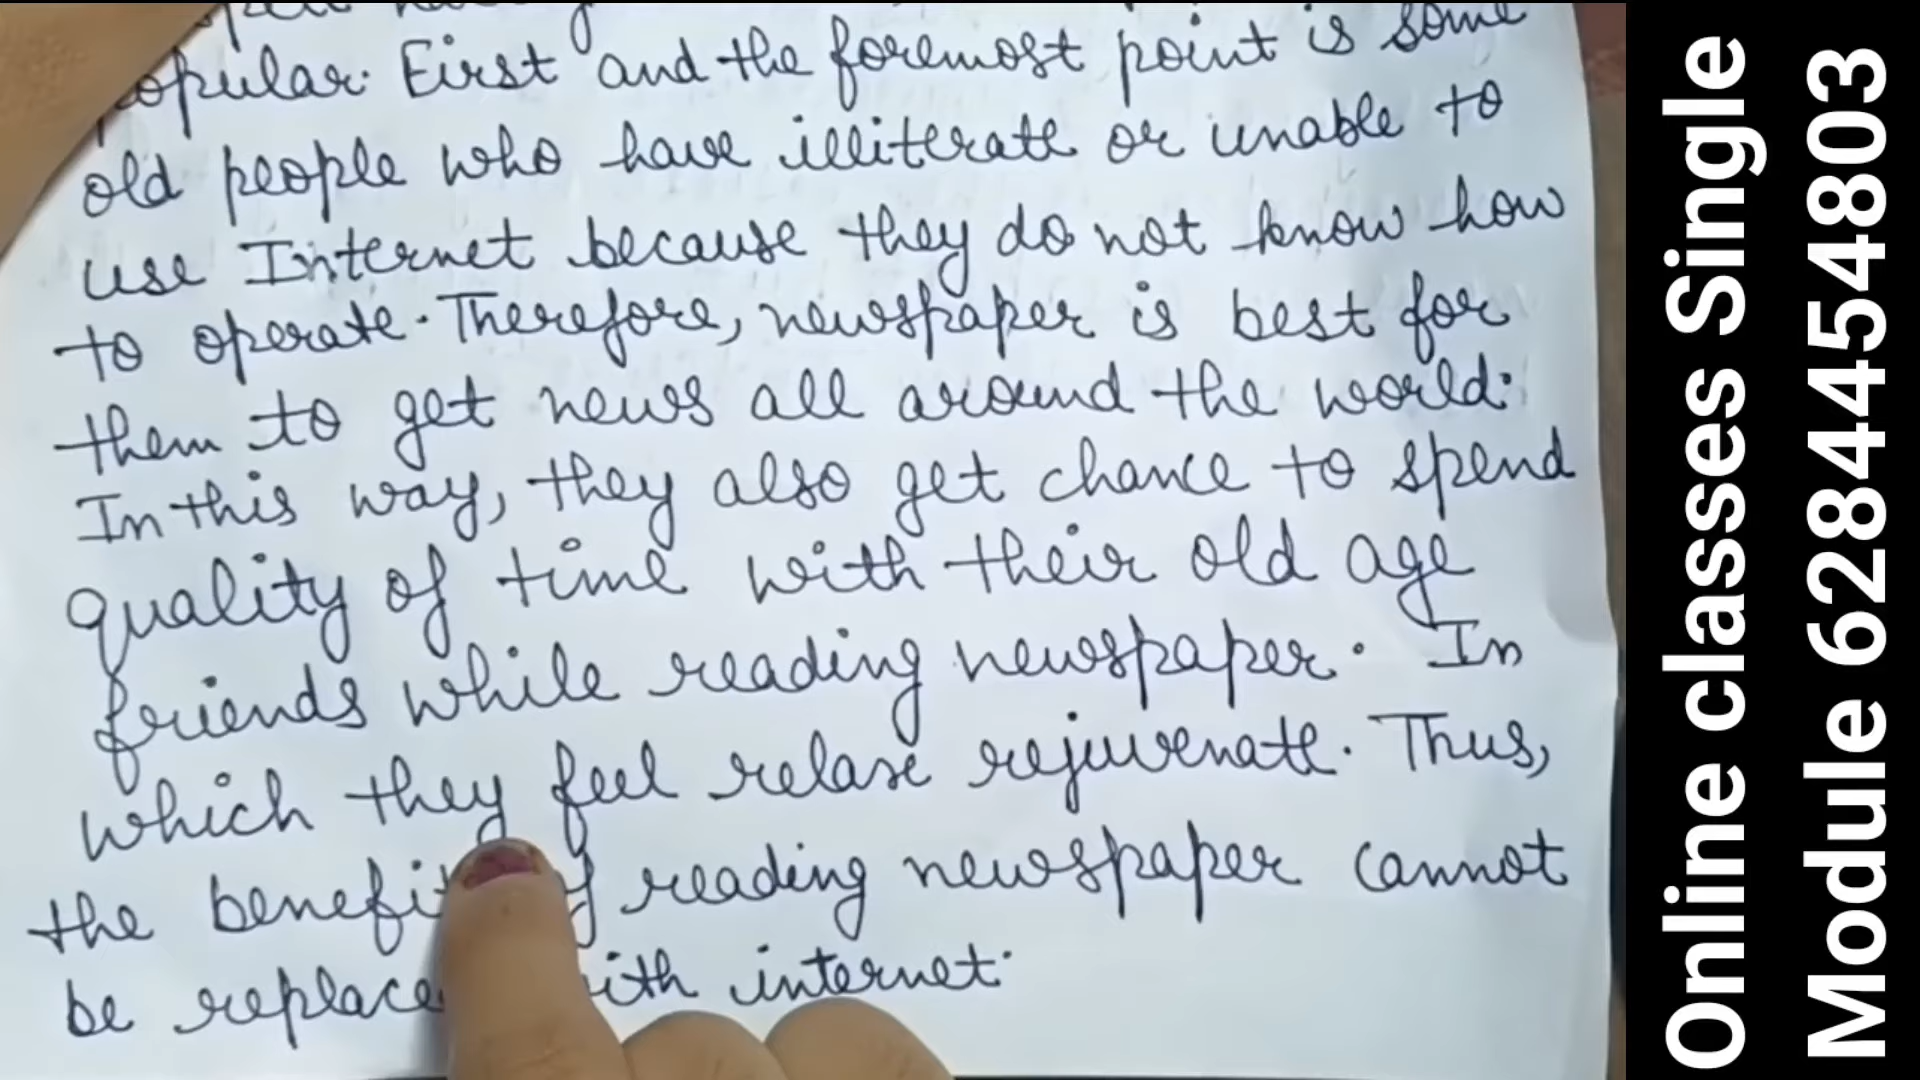 popular. First and the foremost point is some
old people who have illiterate or unable to
use Internet because they do not know how
to operate. Therefore, newspaper is best for
them to get news all around the world.
In this way, they also get chance to spend
quality of time with their old age
friends while reading newspaper. In
which they feel relaxe rejuvenate. Thus,
the reading newspaper cannot
be internet.
Online classes Single
Module 6284454803